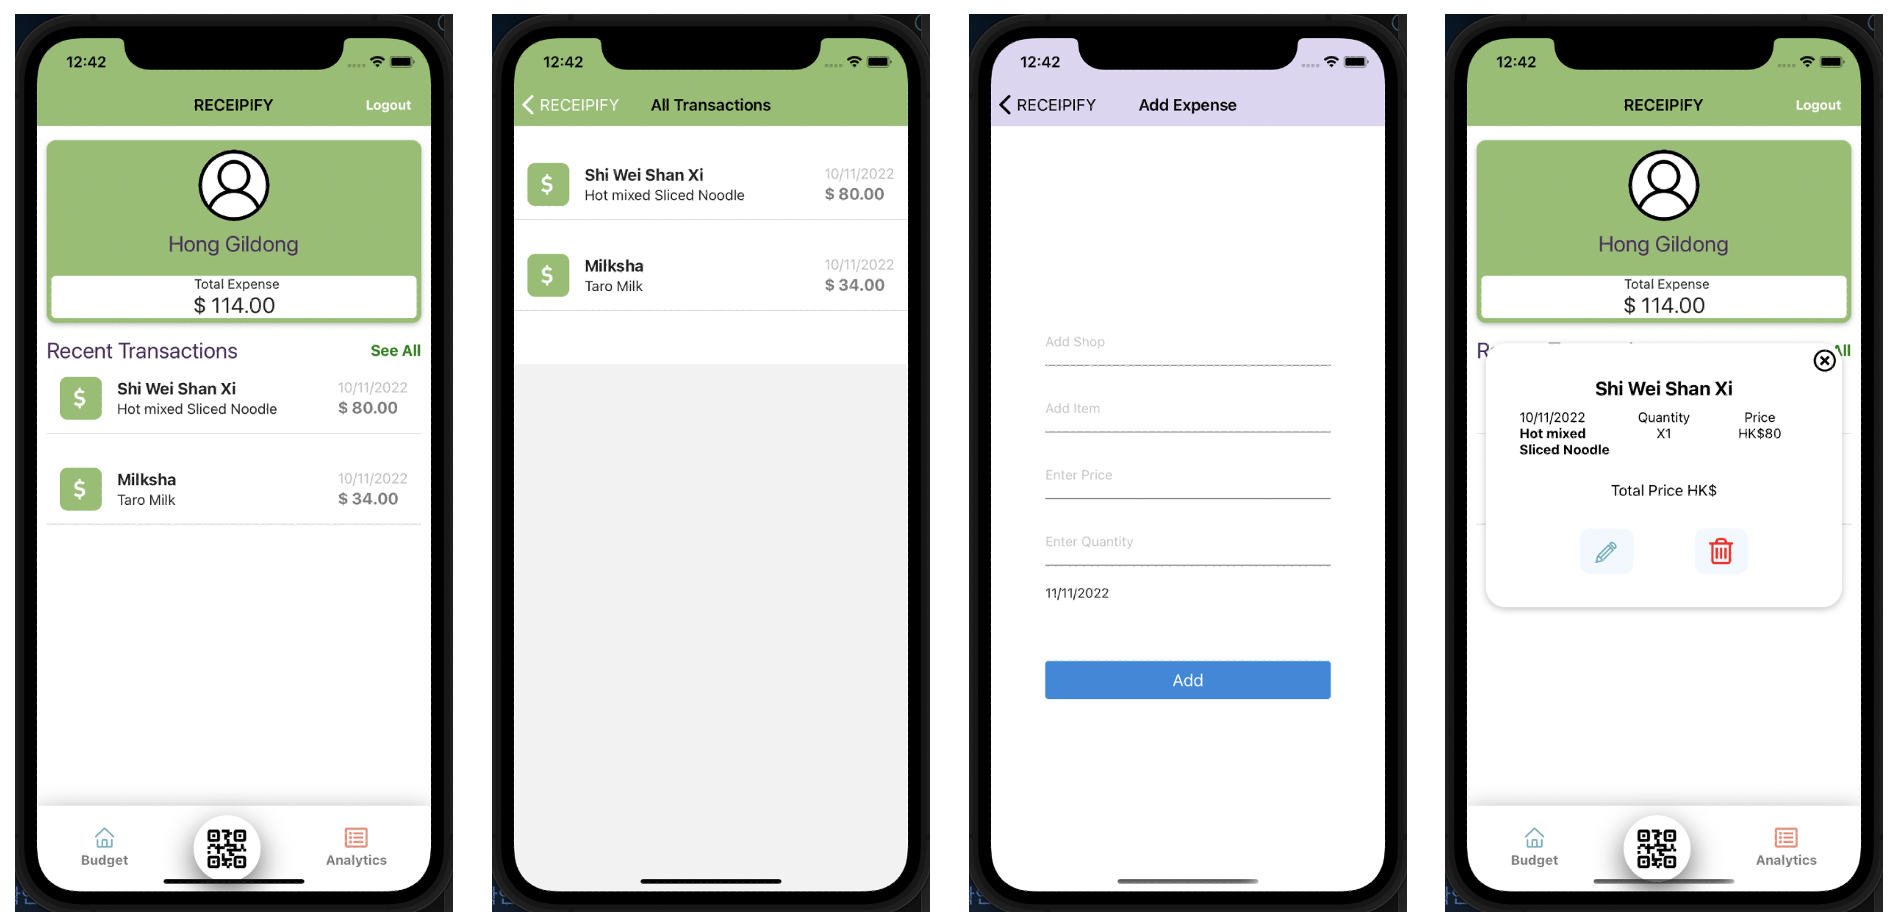 12:42
RECEIPIFY
Logout
Hong Gildong
Total Expense
$ 114.00
Recent Transactions
See All
Shi Wei Shan Xi
10/11/2022
Hot mixed Sliced Noodle
$ 80.00
Milksha
10/11/2022
Taro Milk
$ 34.00
Budget
Analytics
12:42
RECEIPIFY
All Transactions
Shi Wei Shan Xi
10/11/2022
Hot mixed Sliced Noodle
$ 80.00
Milksha
10/11/2022
Taro Milk
$ 34.00
12:42
RECEIPIFY
Add Expense
Add Shop
Add Item
Enter Price
Enter Quantity
11/11/2022
Add
12:42
RECEIPIFY
Logout
Hong Gildong
Total Expense
$ 114.00
All
Shi Wei Shan Xi
10/11/2022
Quantity
Price
Hot mixed
X1
HK$80
Sliced Noodle
Total Price HK$
Budget
Analytics